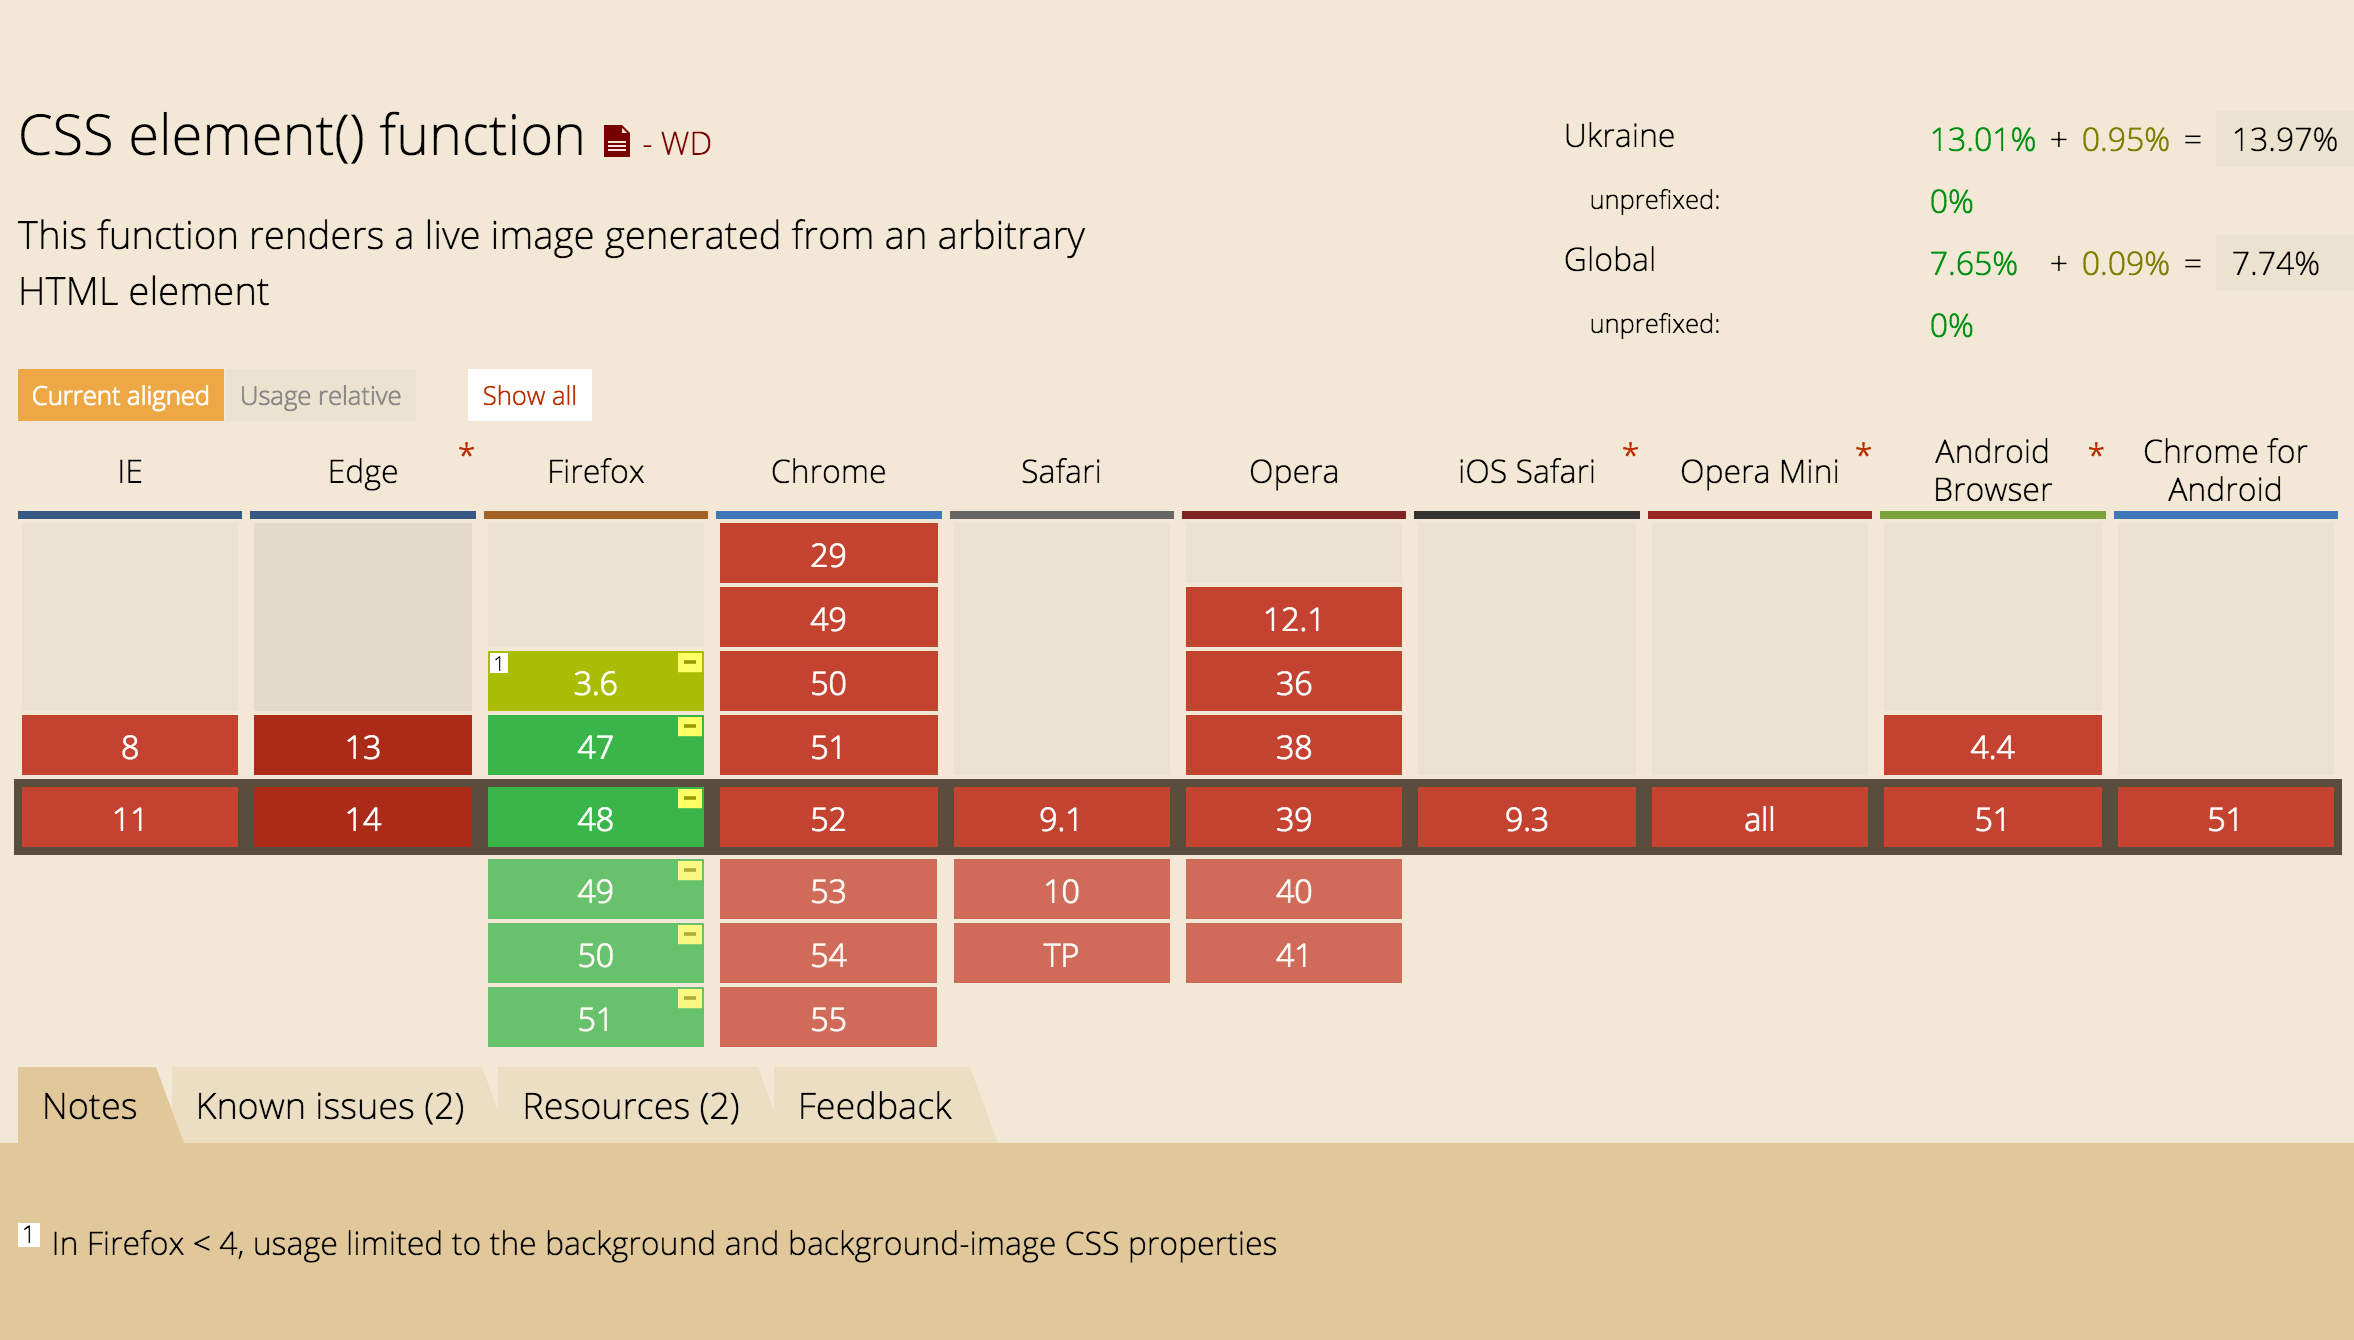 CSS element() function - WD
This function renders a live image generated from an arbitrary
HTML element
Ukraine 13.01% + 0.95% = 13.97%
unprefixed: 0%
Global 7.65% + 0.09% = 7.74%
unprefixed: 0%
Current aligned Usage relative Show all
IE Edge * Firefox Chrome Safari Opera iOS Safari * Opera Mini * Android Browser * Chrome for Android
29
49 12.1
1 3.6 - 50 36
8 13 47 - 51 38 4.4
11 14 48 - 52 9.1 39 9.3 all 51 51
49 - 53 10 40
50 - 54 TP 41
51 - 55
Notes Known issues (2) Resources (2) Feedback
1 In Firefox < 4, usage limited to the background and background-image CSS properties